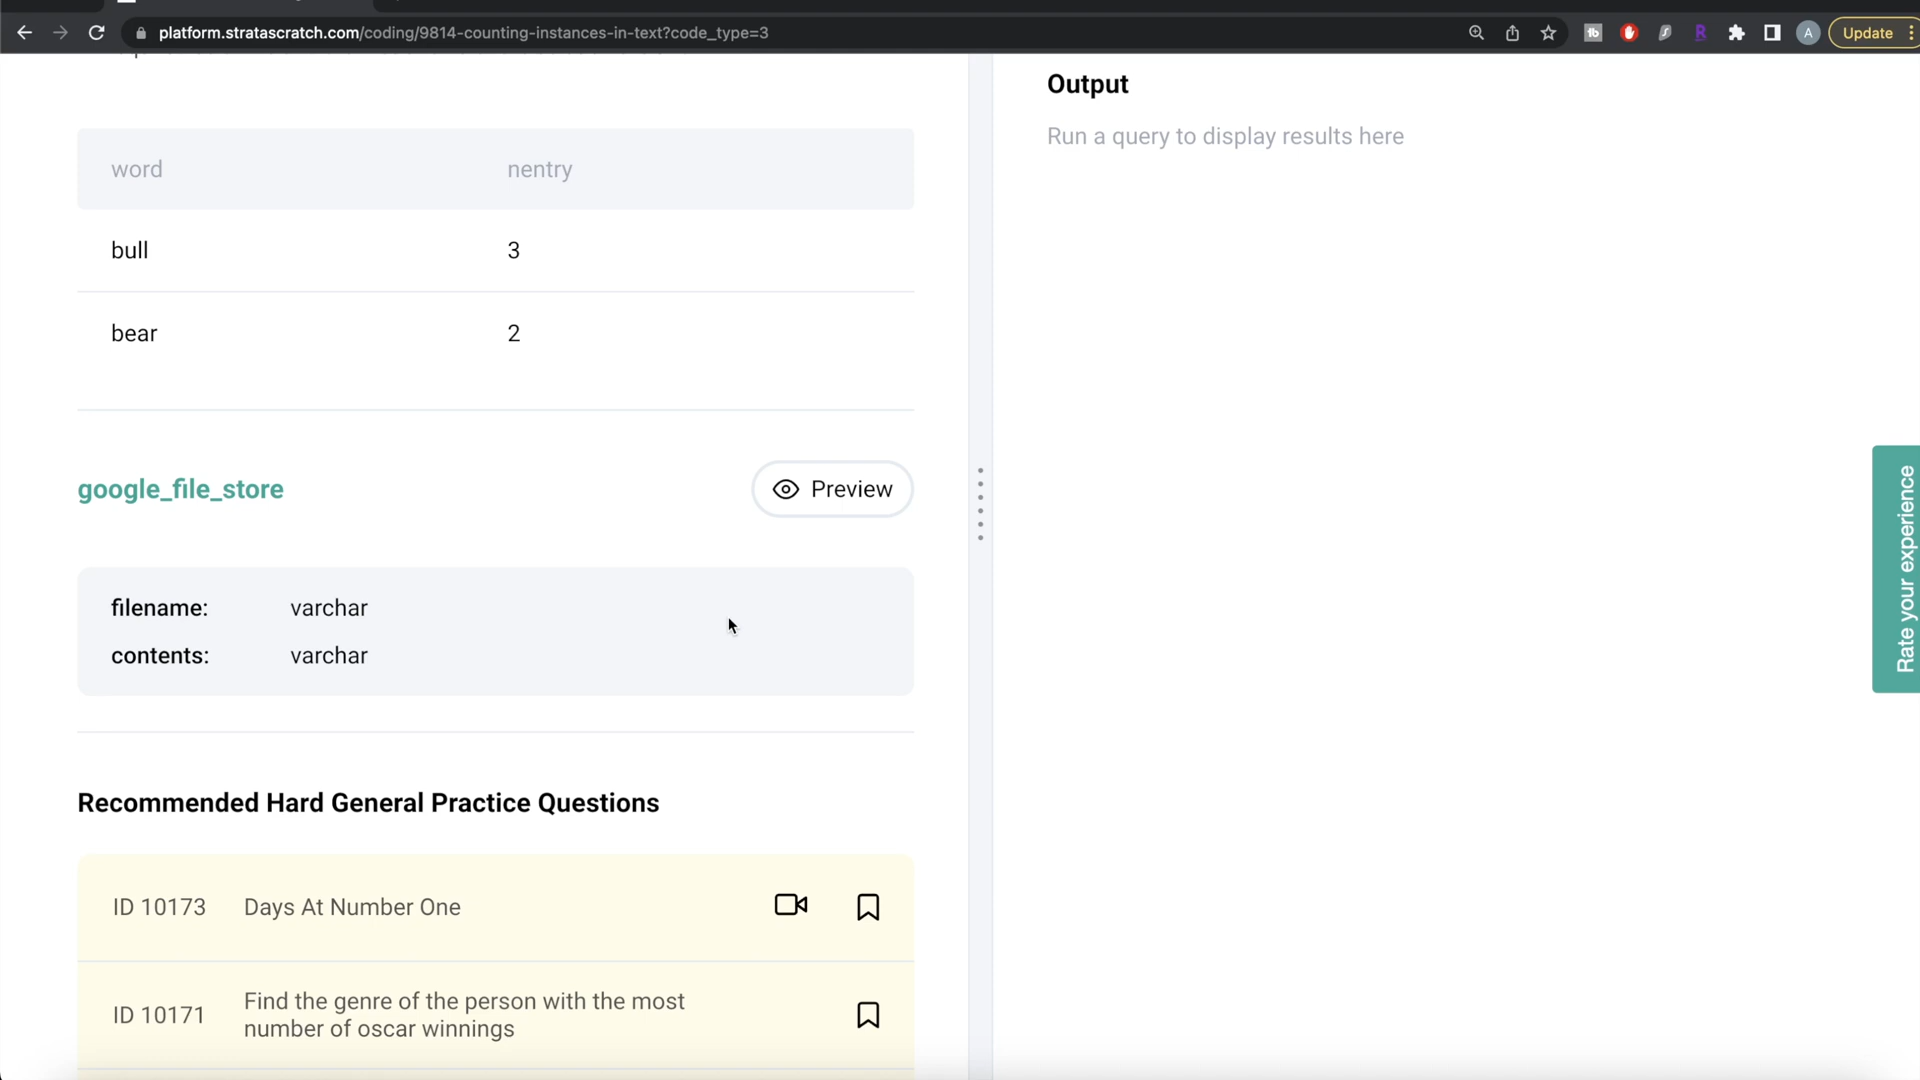 platform.stratascratch.com/coding/9814-counting-instances-in-text?code_type=3
tb
R
A
Update
Output
Run a query to display results here
word nentry
bull 3
bear 2
google_file_store
Preview
filename: varchar
contents: varchar
Recommended Hard General Practice Questions
ID 10173 Days At Number One
ID 10171 Find the genre of the person with the most
number of oscar winnings
Rate your experience